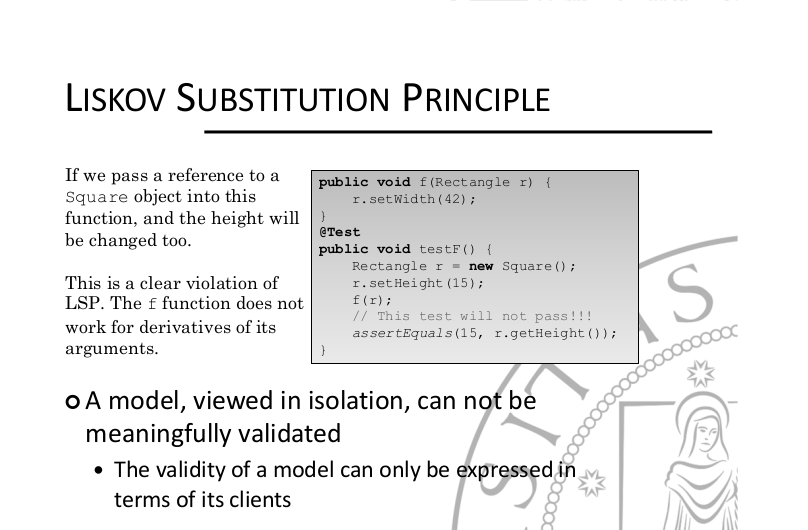 LISKOV SUBSTITUTION PRINCIPLE
If we pass a reference to a
Square object into this
function, and the height will
be changed too.
This is a clear violation of
LSP. The f function does not
work for derivatives of its
arguments.
public void f(Rectangle r) {
    r.setWidth(42);
}
@Test
public void testF() {
    Rectangle r = new Square();
    r.setHeight(15);
    f(r);
    // This test will not pass!!!
    assertEquals(15, r.getHeight());
}
A model, viewed in isolation, can not be
meaningfully validated
• The validity of a model can only be expressed in
terms of its clients
SITAS